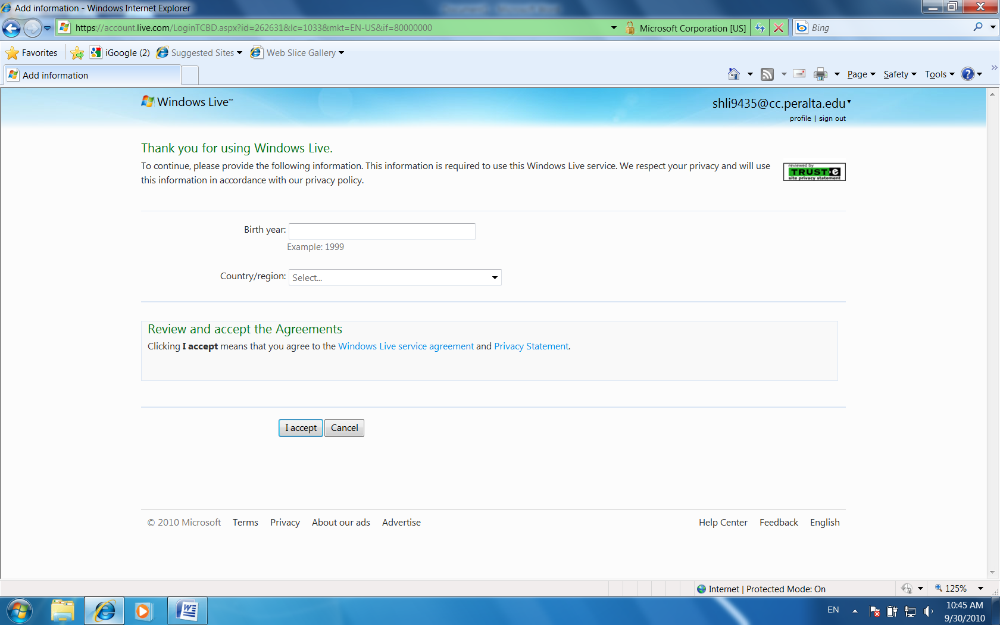 Add information - Windows Internet Explorer
https://account.live.com/LoginTCBD.aspx?id=262631&lc=1033&mkt=EN-US&if=80000000
Microsoft Corporation [US]
Bing
Favorites
iGoogle (2)
Suggested Sites
Web Slice Gallery
Add information
Page
Safety
Tools
Windows Live™
shli9435@cc.peralta.edu
profile | sign out
Thank you for using Windows Live.
To continue, please provide the following information. This information is required to use this Windows Live service. We respect your privacy and will use
this information in accordance with our privacy policy.
reviewed by
TRUST·e
site privacy statement
Birth year:
Example: 1999
Country/region:
Select...
Review and accept the Agreements
Clicking I accept means that you agree to the Windows Live service agreement and Privacy Statement.
I accept
Cancel
© 2010 Microsoft
Terms
Privacy
About our ads
Advertise
Help Center
Feedback
English
Internet | Protected Mode: On
125%
EN
10:45 AM
9/30/2010